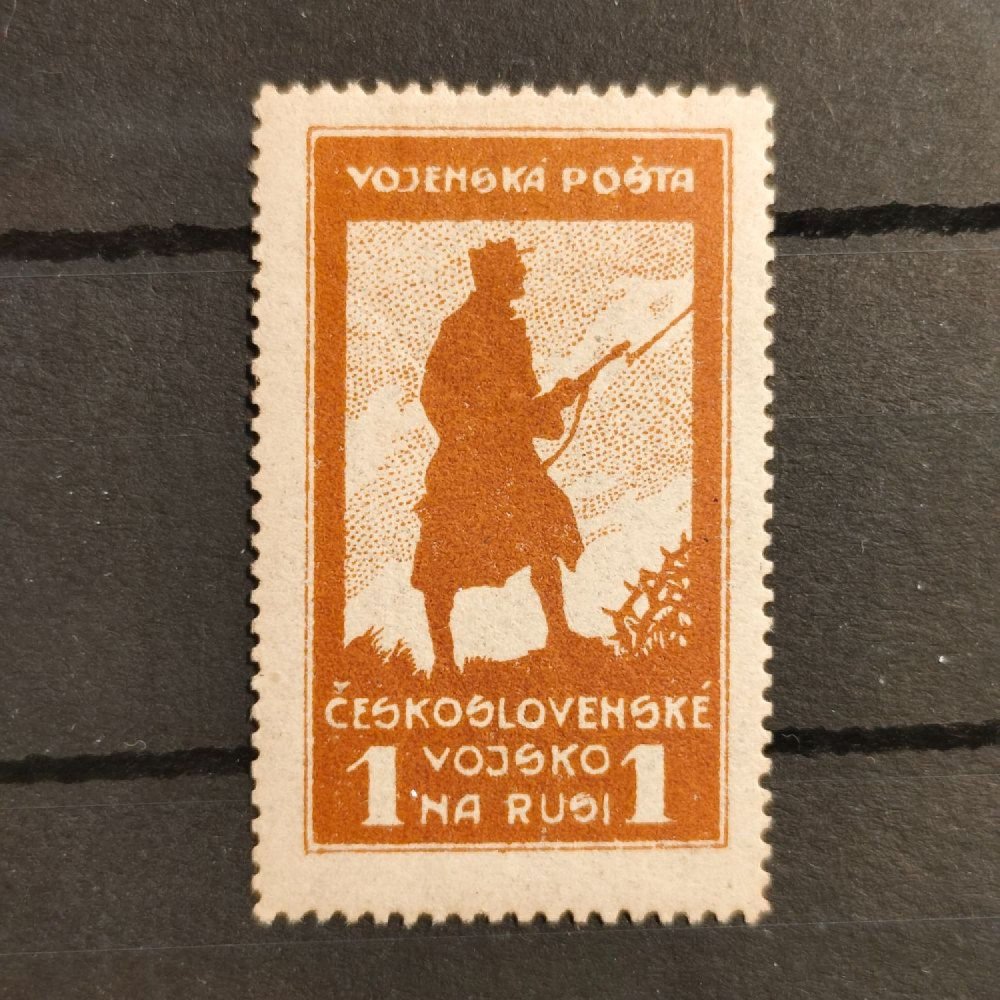 VOJENSKÁ POŠTA
ČESKOSLOVENSKÉ
1 VOJSKO 1
NA RUSI